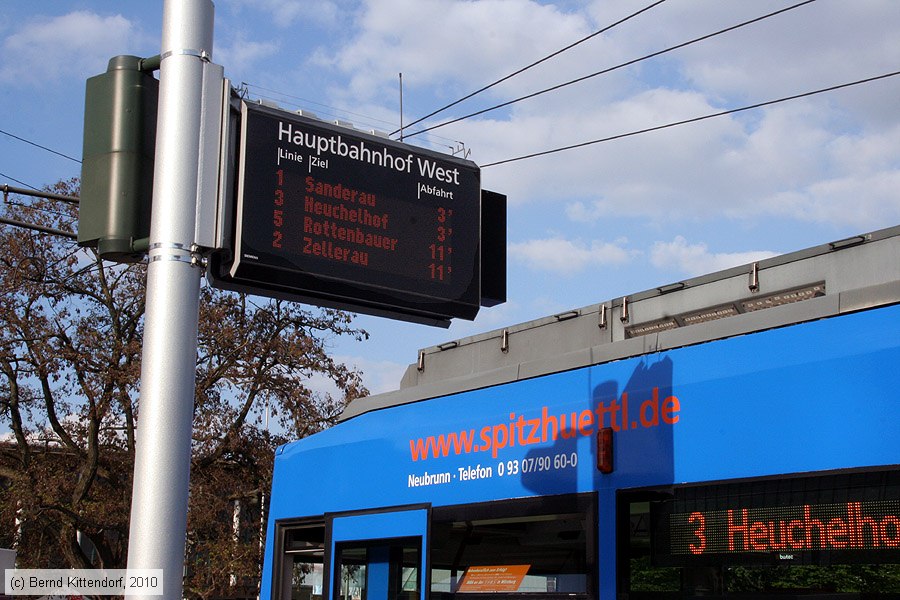 Hauptbahnhof West
Linie Ziel Abfahrt
1 Sanderau 3'
3 Heuchelhof 3'
5 Rottenbauer 11'
2 Zellerau 11'
www.spitzhuettl.de
Neubrunn · Telefon 0 93 07/90 60-0
3 Heuchelho
butec
(c) Bernd Kittendorf, 2010